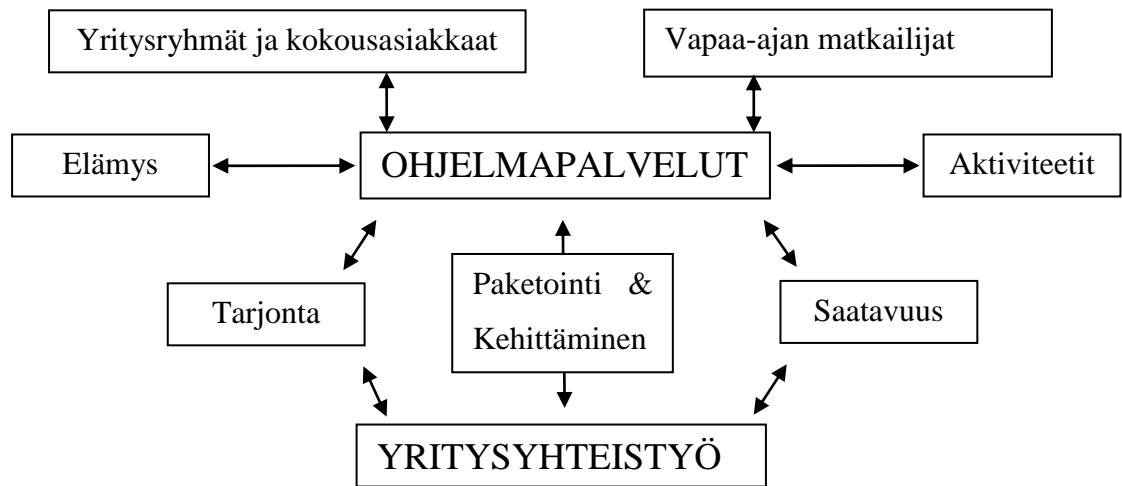 Yritysryhmät ja kokousasiakkaat
Vapaa-ajan matkailijat
Elämys
OHJELMAPALVELUT
Aktiviteetit
Tarjonta
Paketointi &
Kehittäminen
Saatavuus
YRITYSYHTEISTYÖ